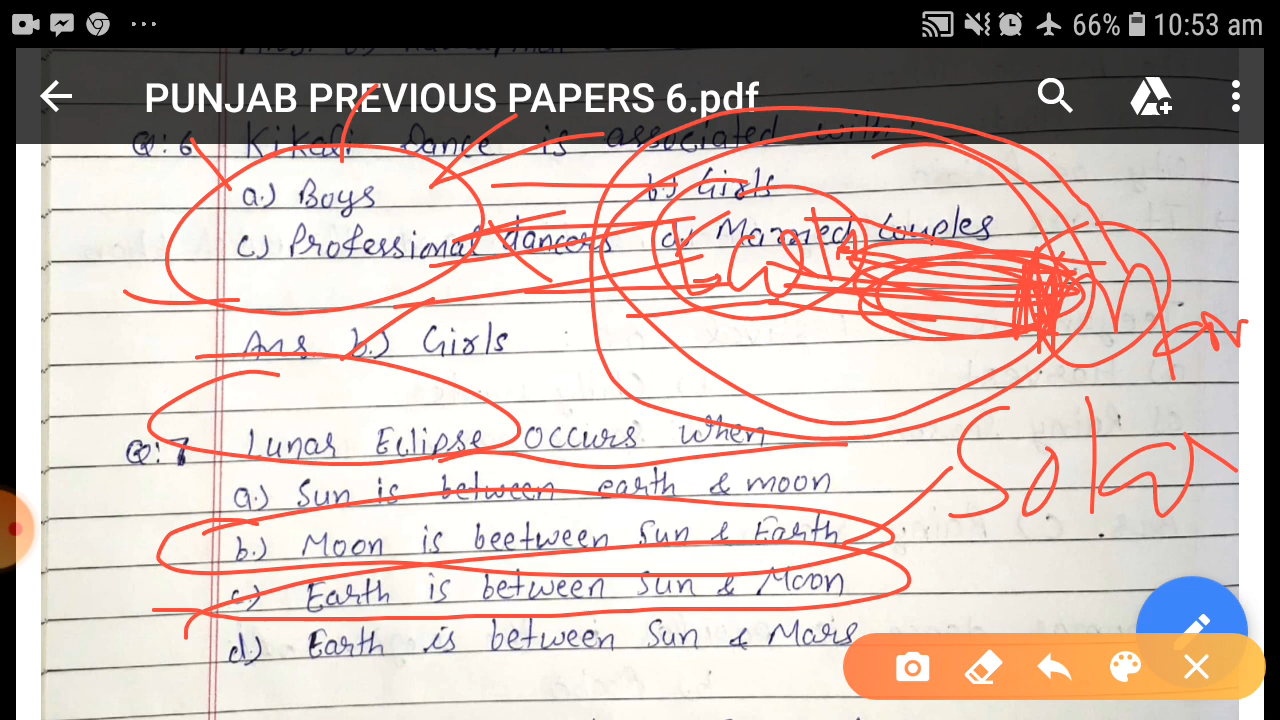 66% 10:53 am
PUNJAB PREVIOUS PAPERS 6.pdf
Q:6 Kikali Dance is associated with
a.) Boys b.) Girls
c.) Professional dancers d.) Married Couples
Earth
Ans b.) Girls
Q:7 Lunar Eclipse occurs when
Solar
a.) Sun is between earth & moon
b.) Moon is beetween Sun & Earth
c.) Earth is between Sun & Moon
d.) Earth is between Sun & Mars